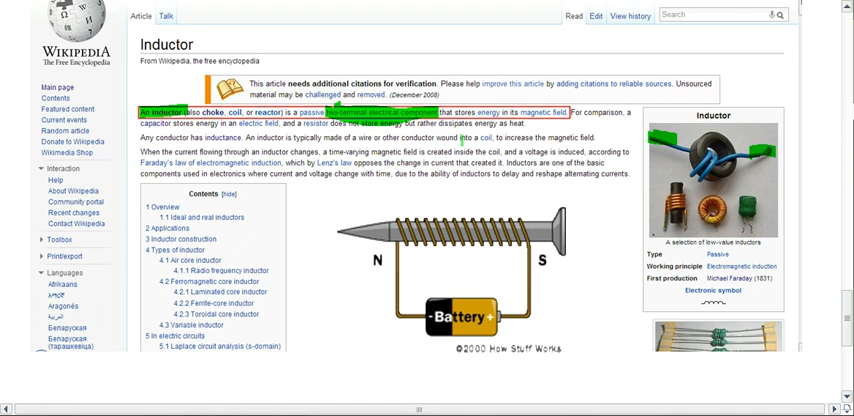 Article Talk Read Edit View history Search
WIKIPEDIA
The Free Encyclopedia
Main page
Contents
Featured content
Current events
Random article
Donate to Wikipedia
Wikimedia Shop
Interaction
Help
About Wikipedia
Community portal
Recent changes
Contact Wikipedia
Toolbox
Print/export
Languages
Afrikaans
አማርኛ
Aragonés
العربية
Беларуская
Беларуская
(тарашкевіца)
Inductor
From Wikipedia, the free encyclopedia
This article needs additional citations for verification. Please help improve this article by adding citations to reliable sources. Unsourced
material may be challenged and removed. (December 2008)
An inductor (also choke, coil, or reactor) is a passive two-terminal electrical component that stores energy in its magnetic field. For comparison, a
capacitor stores energy in an electric field, and a resistor does not store energy but rather dissipates energy as heat.
Any conductor has inductance. An inductor is typically made of a wire or other conductor wound into a coil, to increase the magnetic field.
When the current flowing through an inductor changes, a time-varying magnetic field is created inside the coil, and a voltage is induced, according to
Faraday's law of electromagnetic induction, which by Lenz's law opposes the change in current that created it. Inductors are one of the basic
components used in electronics where current and voltage change with time, due to the ability of inductors to delay and reshape alternating currents.
Contents [hide]
1 Overview
1.1 Ideal and real inductors
2 Applications
3 Inductor construction
4 Types of inductor
4.1 Air core inductor
4.1.1 Radio frequency inductor
4.2 Ferromagnetic core inductor
4.2.1 Laminated core inductor
4.2.2 Ferrite-core inductor
4.2.3 Toroidal core inductor
4.3 Variable inductor
5 In electric circuits
5.1 Laplace circuit analysis (s-domain)
N S
-Battery+
©2000 How Stuff Works
Inductor
A selection of low-value inductors
Type Passive
Working principle Electromagnetic induction
First production Michael Faraday (1831)
Electronic symbol